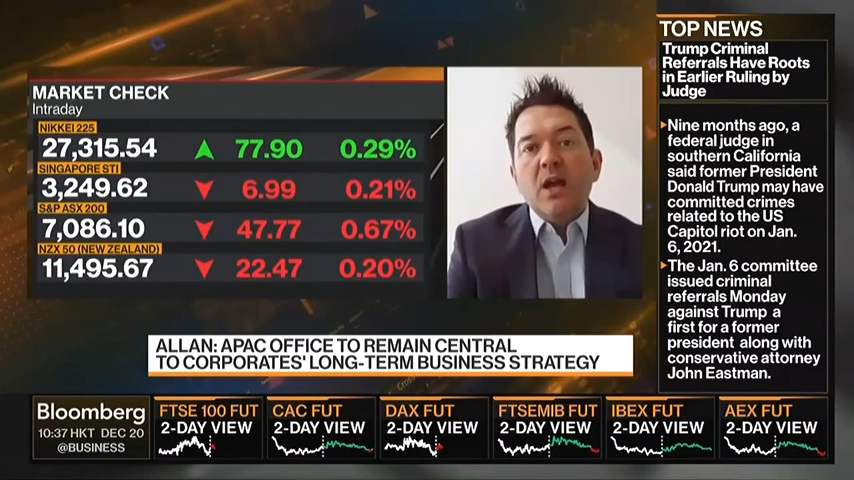 MARKET CHECK
Intraday
NIKKEI 225
27,315.54 77.90 0.29%
SINGAPORE STI
3,249.62 6.99 0.21%
S&P ASX 200
7,086.10 47.77 0.67%
NZX 50 (NEW ZEALAND)
11,495.67 22.47 0.20%
TOP NEWS
Trump Criminal
Referrals Have Roots
in Earlier Ruling by
Judge
Nine months ago, a
federal judge in
southern California
said former President
Donald Trump may have
committed crimes
related to the US
Capitol riot on Jan.
6, 2021.
The Jan. 6 committee
issued criminal
referrals Monday
against Trump a
first for a former
president along with
conservative attorney
John Eastman.
ALLAN: APAC OFFICE TO REMAIN CENTRAL
TO CORPORATES' LONG-TERM BUSINESS STRATEGY
Bloomberg
10:37 HKT DEC 20
@BUSINESS
FTSE 100 FUT
2-DAY VIEW
CAC FUT
2-DAY VIEW
DAX FUT
2-DAY VIEW
FTSEMIB FUT
2-DAY VIEW
IBEX FUT
2-DAY VIEW
AEX FUT
2-DAY VIEW